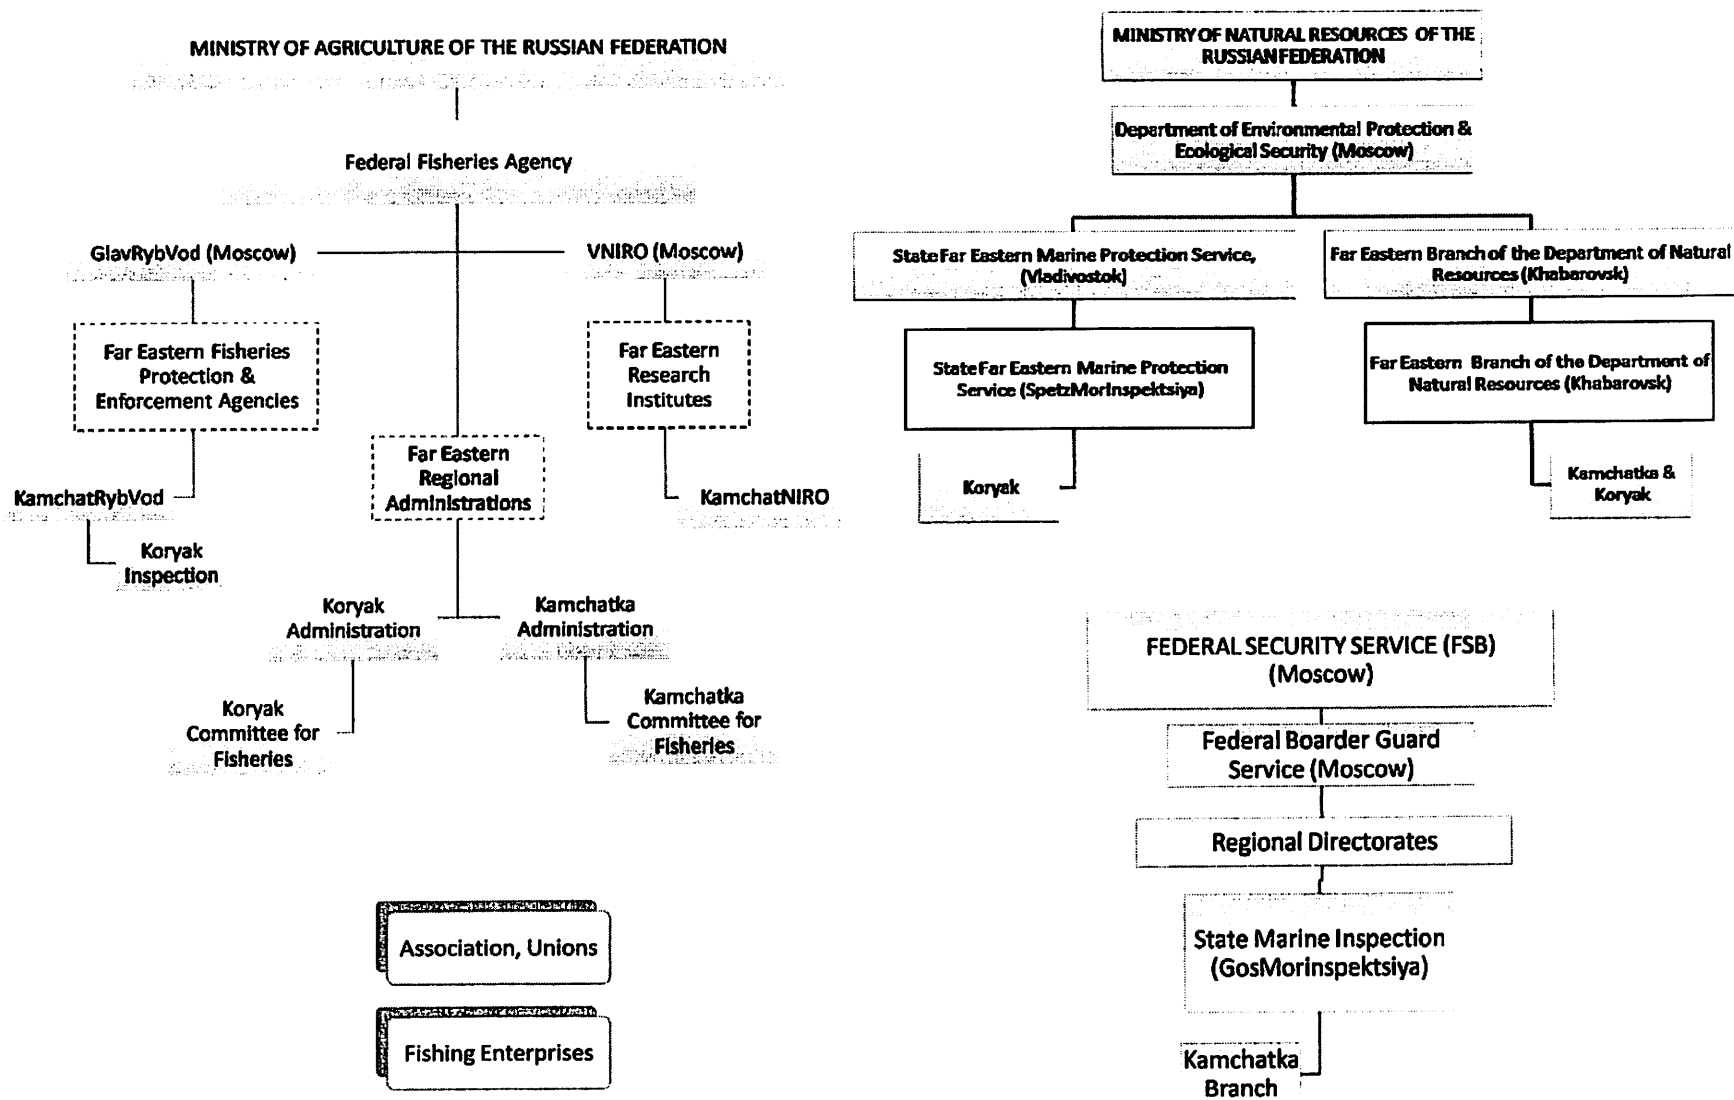 MINISTRY OF AGRICULTURE OF THE RUSSIAN FEDERATION
Federal Fisheries Agency
GlavRybVod (Moscow)
VNIRO (Moscow)
Far Eastern Fisheries
Protection &
Enforcement Agencies
Far Eastern
Research
Institutes
Far Eastern
Regional
Administrations
KamchatRybVod
KamchatNIRO
Koryak
Inspection
Koryak
Administration
Kamchatka
Administration
Koryak
Committee for
Fisheries
Kamchatka
Committee for
Fisheries
Association, Unions
Fishing Enterprises
MINISTRY OF NATURAL RESOURCES OF THE
RUSSIAN FEDERATION
Department of Environmental Protection &
Ecological Security (Moscow)
State Far Eastern Marine Protection Service,
(Vladivostok)
Far Eastern Branch of the Department of Natural
Resources (Khabarovsk)
State Far Eastern Marine Protection
Service (SpetzMorInspektsiya)
Far Eastern Branch of the Department of
Natural Resources (Khabarovsk)
Koryak
Kamchatka &
Koryak
FEDERAL SECURITY SERVICE (FSB)
(Moscow)
Federal Boarder Guard
Service (Moscow)
Regional Directorates
State Marine Inspection
(GosMorInspektsiya)
Kamchatka
Branch